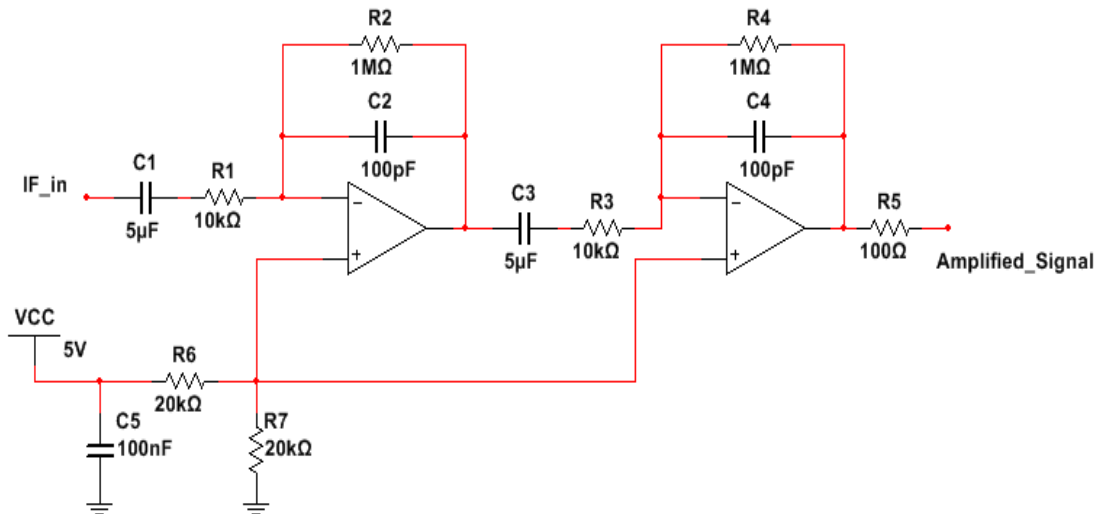 R2
1MΩ
C2
100pF
R4
1MΩ
C4
100pF
IF_in
C1
5µF
R1
10kΩ
−
+
C3
5µF
R3
10kΩ
−
+
R5
100Ω
Amplified_Signal
VCC
5V
R6
20kΩ
C5
100nF
R7
20kΩ